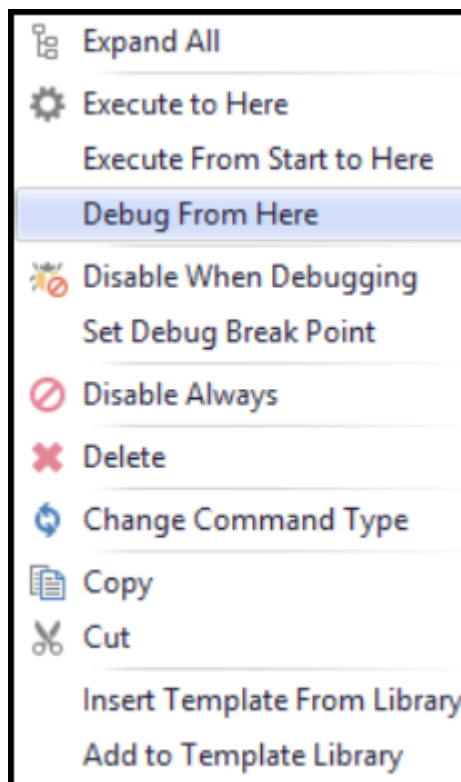 Expand All
Execute to Here
Execute From Start to Here
Debug From Here
Disable When Debugging
Set Debug Break Point
Disable Always
Delete
Change Command Type
Copy
Cut
Insert Template From Library
Add to Template Library